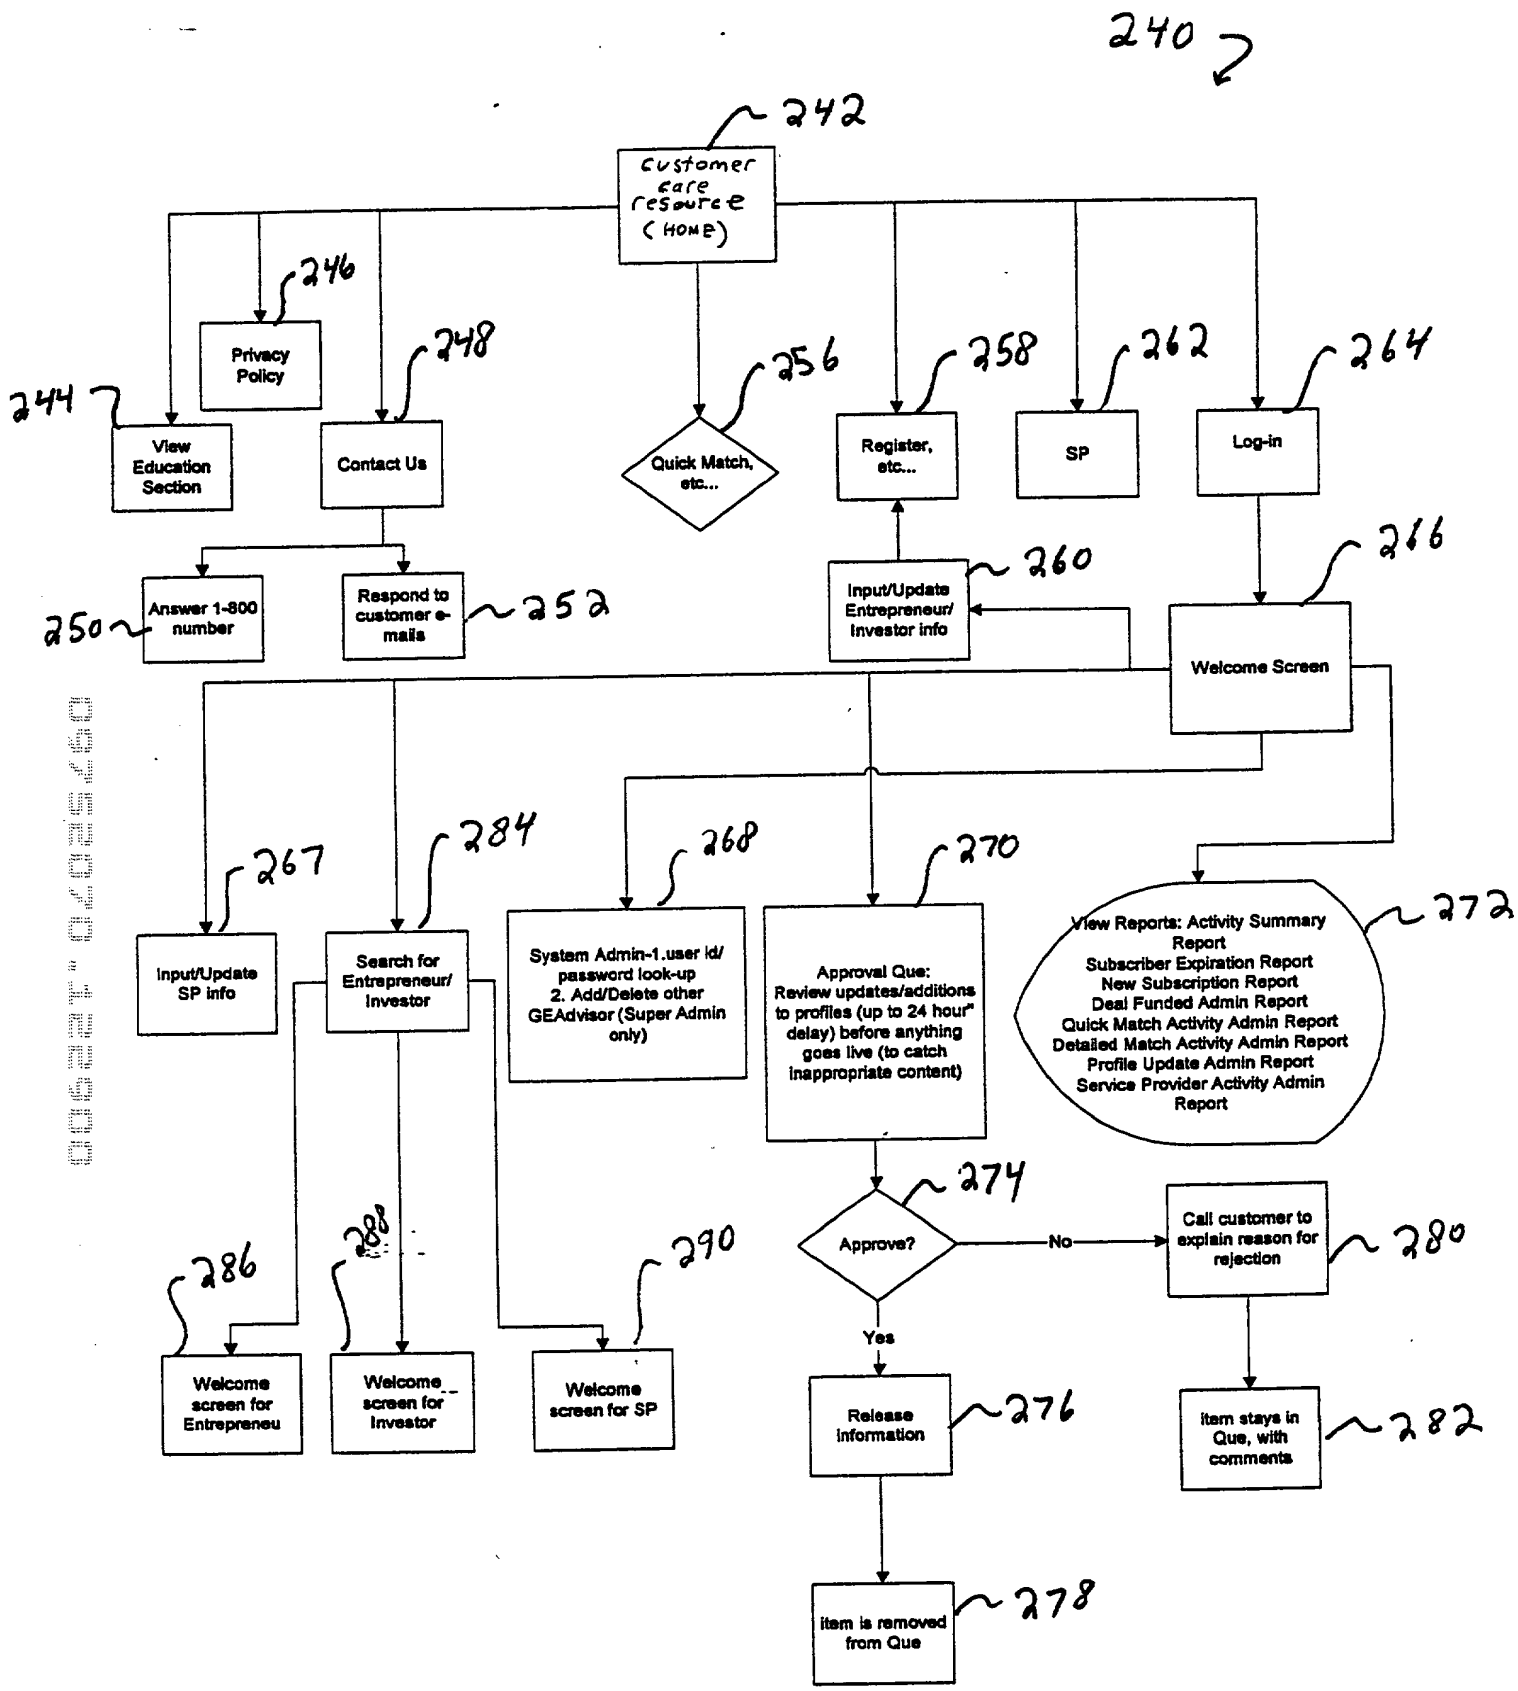 240
242
customer
care
resource
(HOME)
246
Privacy
Policy
248
244
View
Education
Section
Contact Us
256
Quick Match,
etc...
258
Register,
etc...
262
SP
264
Log-in
250
Answer 1-800
number
Respond to
customer e-
mails
252
Input/Update
Entrepreneur/
Investor info
260
266
Welcome Screen
267
Input/Update
SP info
284
Search for
Entrepreneur/
Investor
268
System Admin-1.user id/
password look-up
2. Add/Delete other
GEAdvisor (Super Admin
only)
270
Approval Que:
Review updates/additions
to profiles (up to 24 hour"
delay) before anything
goes live (to catch
inappropriate content)
272
View Reports: Activity Summary
Report
Subscriber Expiration Report
New Subscription Report
Deal Funded Admin Report
Quick Match Activity Admin Report
Detailed Match Activity Admin Report
Profile Update Admin Report
Service Provider Activity Admin
Report
274
Approve?
No
Call customer to
explain reason for
rejection
280
Yes
286
Welcome
screen for
Entrepreneu
288
Welcome
screen for
Investor
290
Welcome
screen for SP
Release
information
276
item stays in
Que, with
comments
282
item is removed
from Que
278